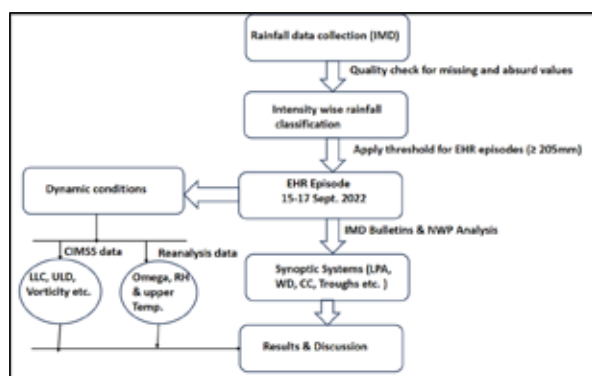 Rainfall data collection (IMD)
Quality check for missing and absurd values
Intensity wise rainfall
classification
Apply threshold for EHR episodes (≥ 205mm)
Dynamic conditions
EHR Episode
15-17 Sept. 2022
IMD Bulletins & NWP Analysis
CIMSS data
Reanalysis data
LLC, ULD,
Vorticity etc.
Omega, RH
& upper
Temp.
Synoptic Systems (LPA,
WD, CC, Troughs etc. )
Results & Discussion